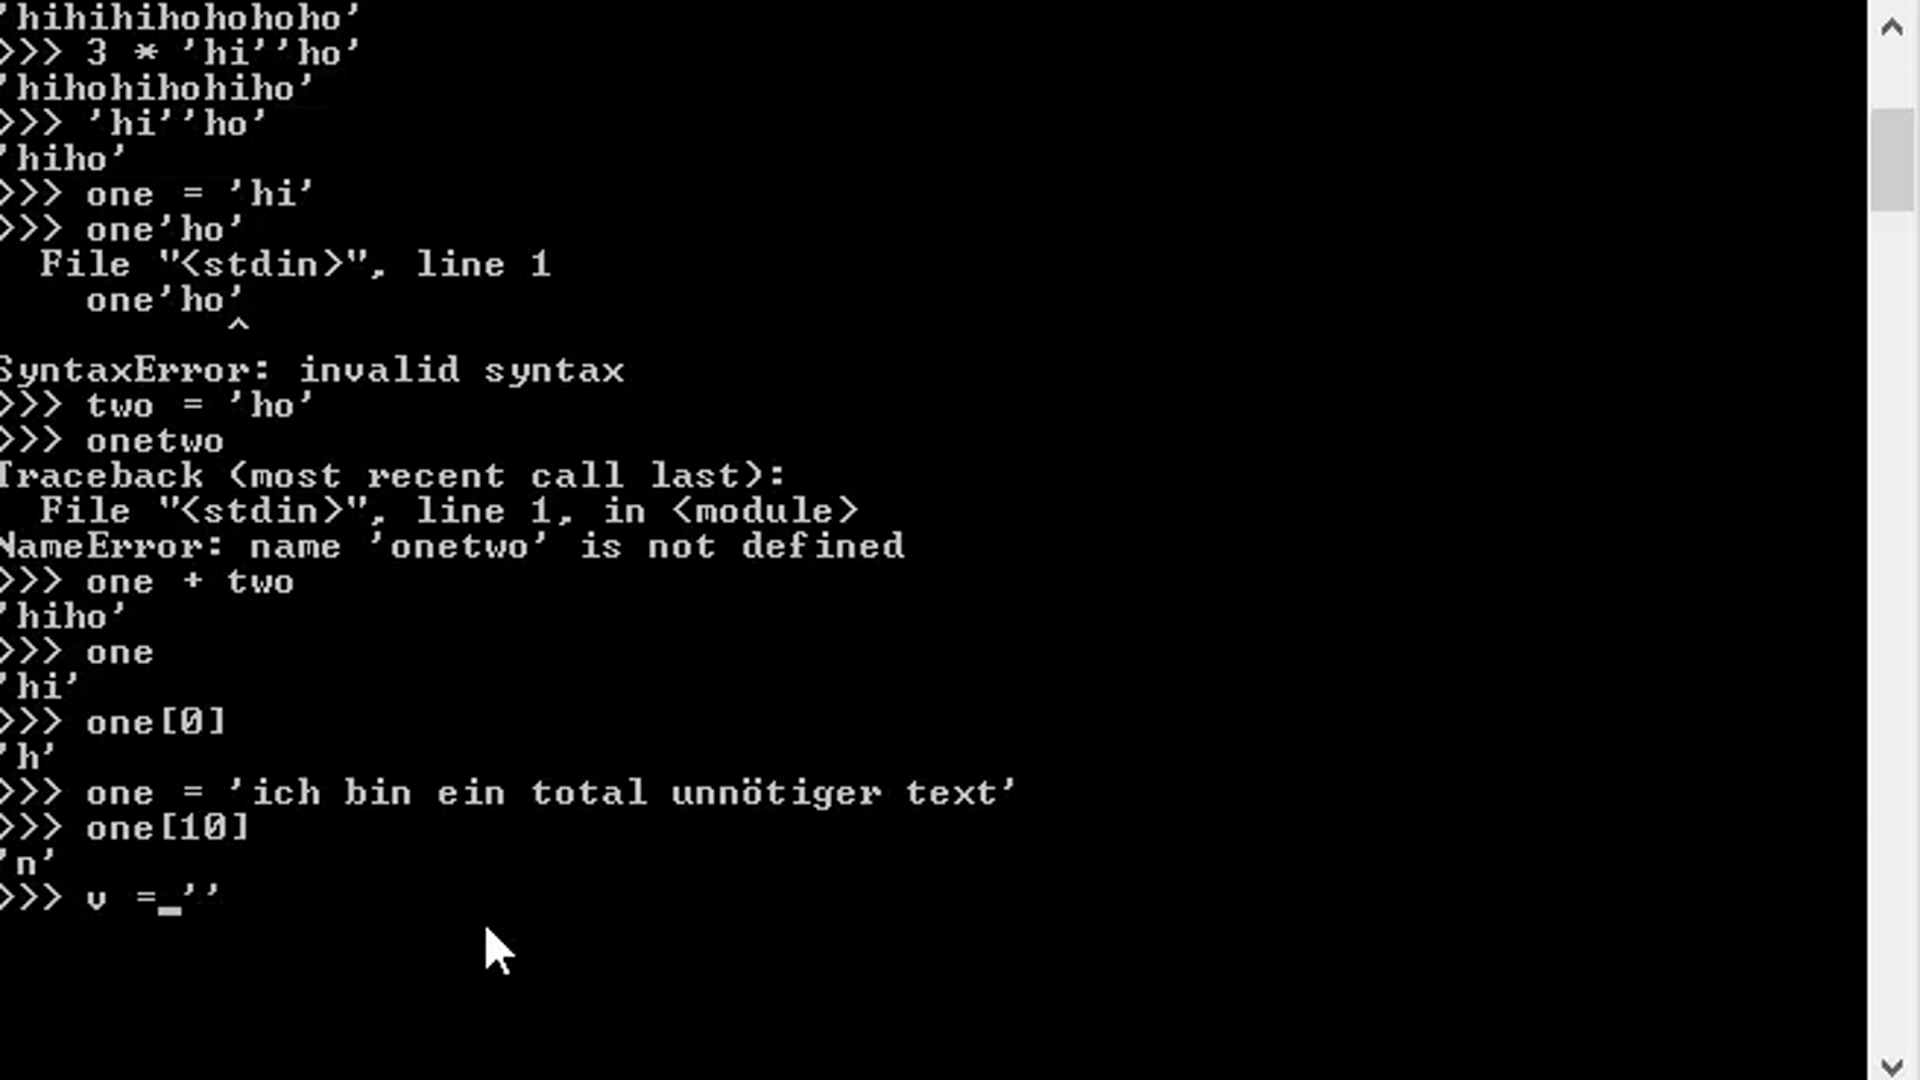 'hihihihohohoho'
>>> 3 * 'hi''ho'
'hihohihohiho'
>>> 'hi''ho'
'hiho'
>>> one = 'hi'
>>> one'ho'
  File "<stdin>", line 1
    one'ho'
          ^
SyntaxError: invalid syntax
>>> two = 'ho'
>>> onetwo
Traceback (most recent call last):
  File "<stdin>", line 1, in <module>
NameError: name 'onetwo' is not defined
>>> one + two
'hiho'
>>> one
'hi'
>>> one[0]
'h'
>>> one = 'ich bin ein total unnötiger text'
>>> one[10]
'n'
>>> v =_''